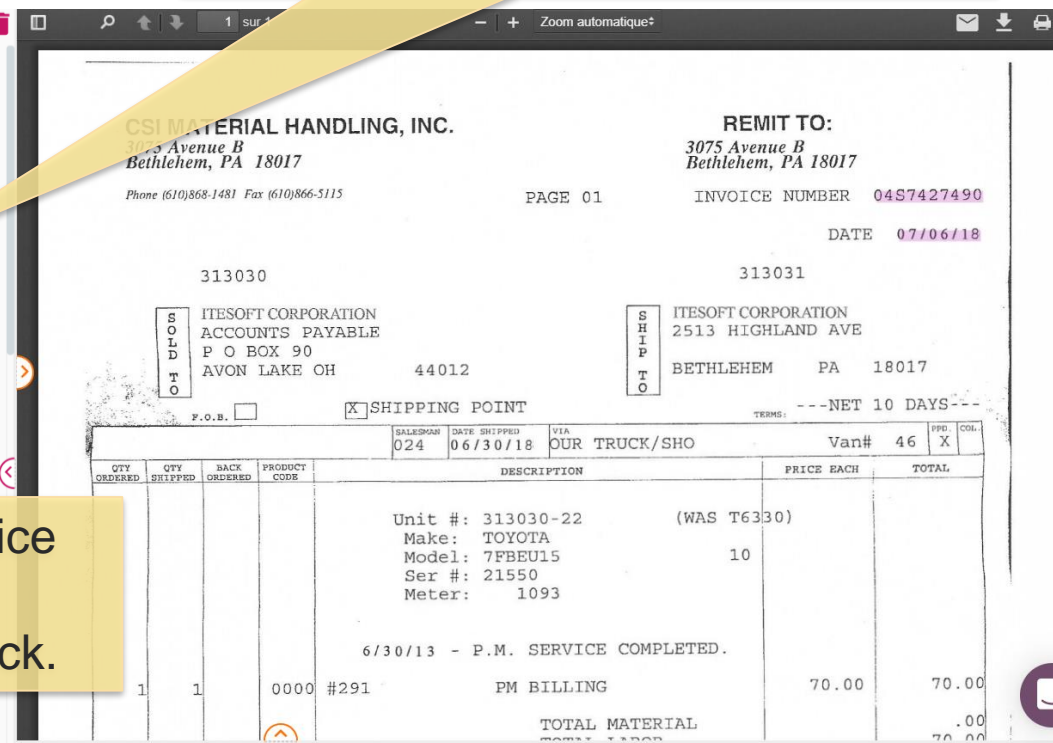 1 sur
— | + Zoom automatique
CSI MATERIAL HANDLING, INC.
3075 Avenue B
Bethlehem, PA 18017
Phone (610)868-1481 Fax (610)866-5115
REMIT TO:
3075 Avenue B
Bethlehem, PA 18017
PAGE 01
INVOICE NUMBER 04S7427490
DATE 07/06/18
313030
SOLD TO
ITESOFT CORPORATION
ACCOUNTS PAYABLE
P O BOX 90
AVON LAKE OH 44012
313031
SHIP TO
ITESOFT CORPORATION
2513 HIGHLAND AVE
BETHLEHEM PA 18017
F.O.B. X SHIPPING POINT
TERMS: ---NET 10 DAYS---
SALESMAN DATE SHIPPED VIA PPD. COL.
024 06/30/18 OUR TRUCK/SHO Van# 46 X
QTY ORDERED QTY SHIPPED BACK ORDERED PRODUCT CODE DESCRIPTION PRICE EACH TOTAL
Unit #: 313030-22 (WAS T6330)
Make: TOYOTA
Model: 7FBEU15 10
Ser #: 21550
Meter: 1093
6/30/13 - P.M. SERVICE COMPLETED.
1 1 0000 #291 PM BILLING 70.00 70.00
TOTAL MATERIAL .00
TOTAL LABOR 70.00
ice
ck.